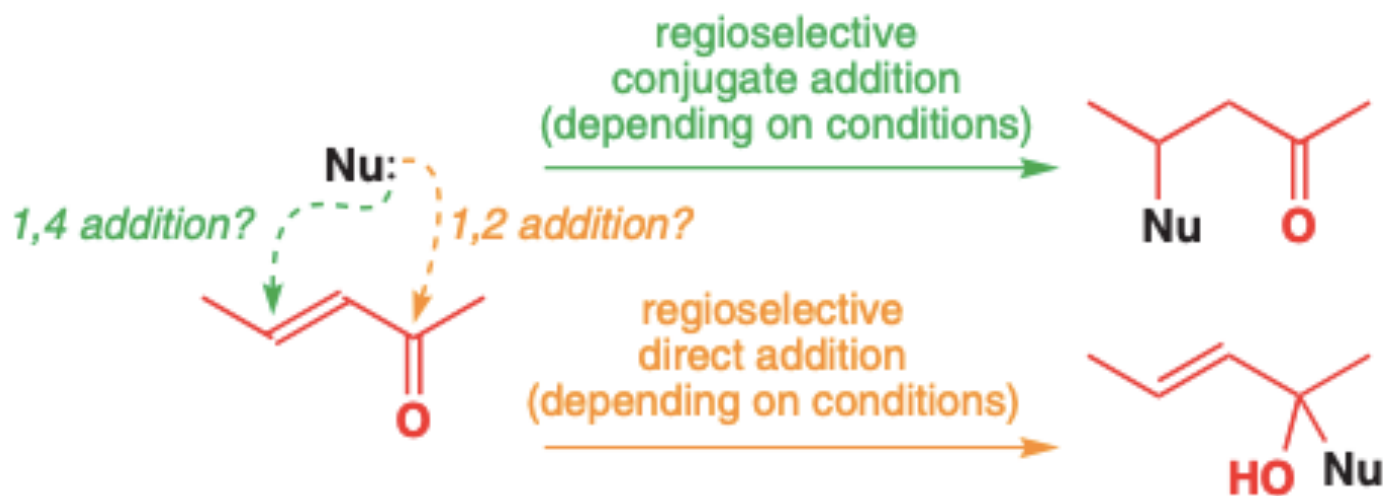 regioselective
conjugate addition
(depending on conditions)
Nu:
1,4 addition?
1,2 addition?
Nu
O
O
regioselective
direct addition
(depending on conditions)
HO
Nu